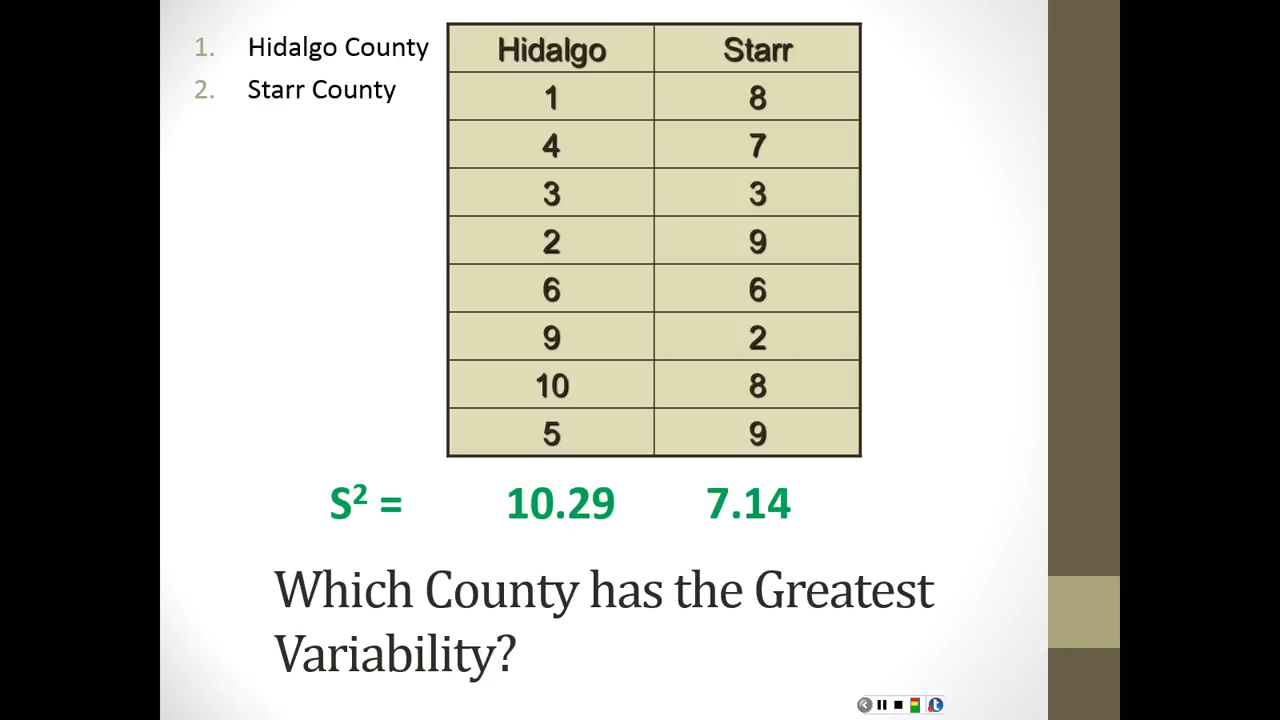 1. Hidalgo County
2. Starr County
Hidalgo Starr
1 8
4 7
3 3
2 9
6 6
9 2
10 8
5 9
S² = 10.29 7.14
Which County has the Greatest
Variability?